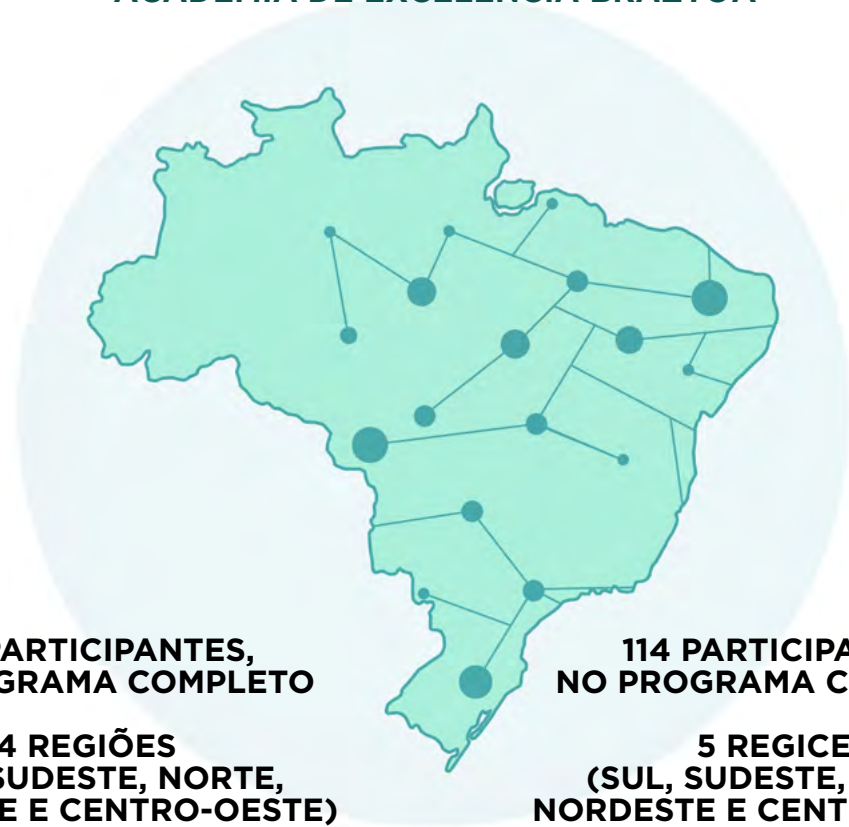 ACADEMIA DE EXCELÊNCIA BRAZTOA
PARTICIPANTES,
GRAMA COMPLETO
4 REGIÕES
SUDESTE, NORTE,
E E CENTRO-OESTE)
114 PARTICIPA
NO PROGRAMA C
5 REGICE
(SUL, SUDESTE,
NORDESTE E CENT